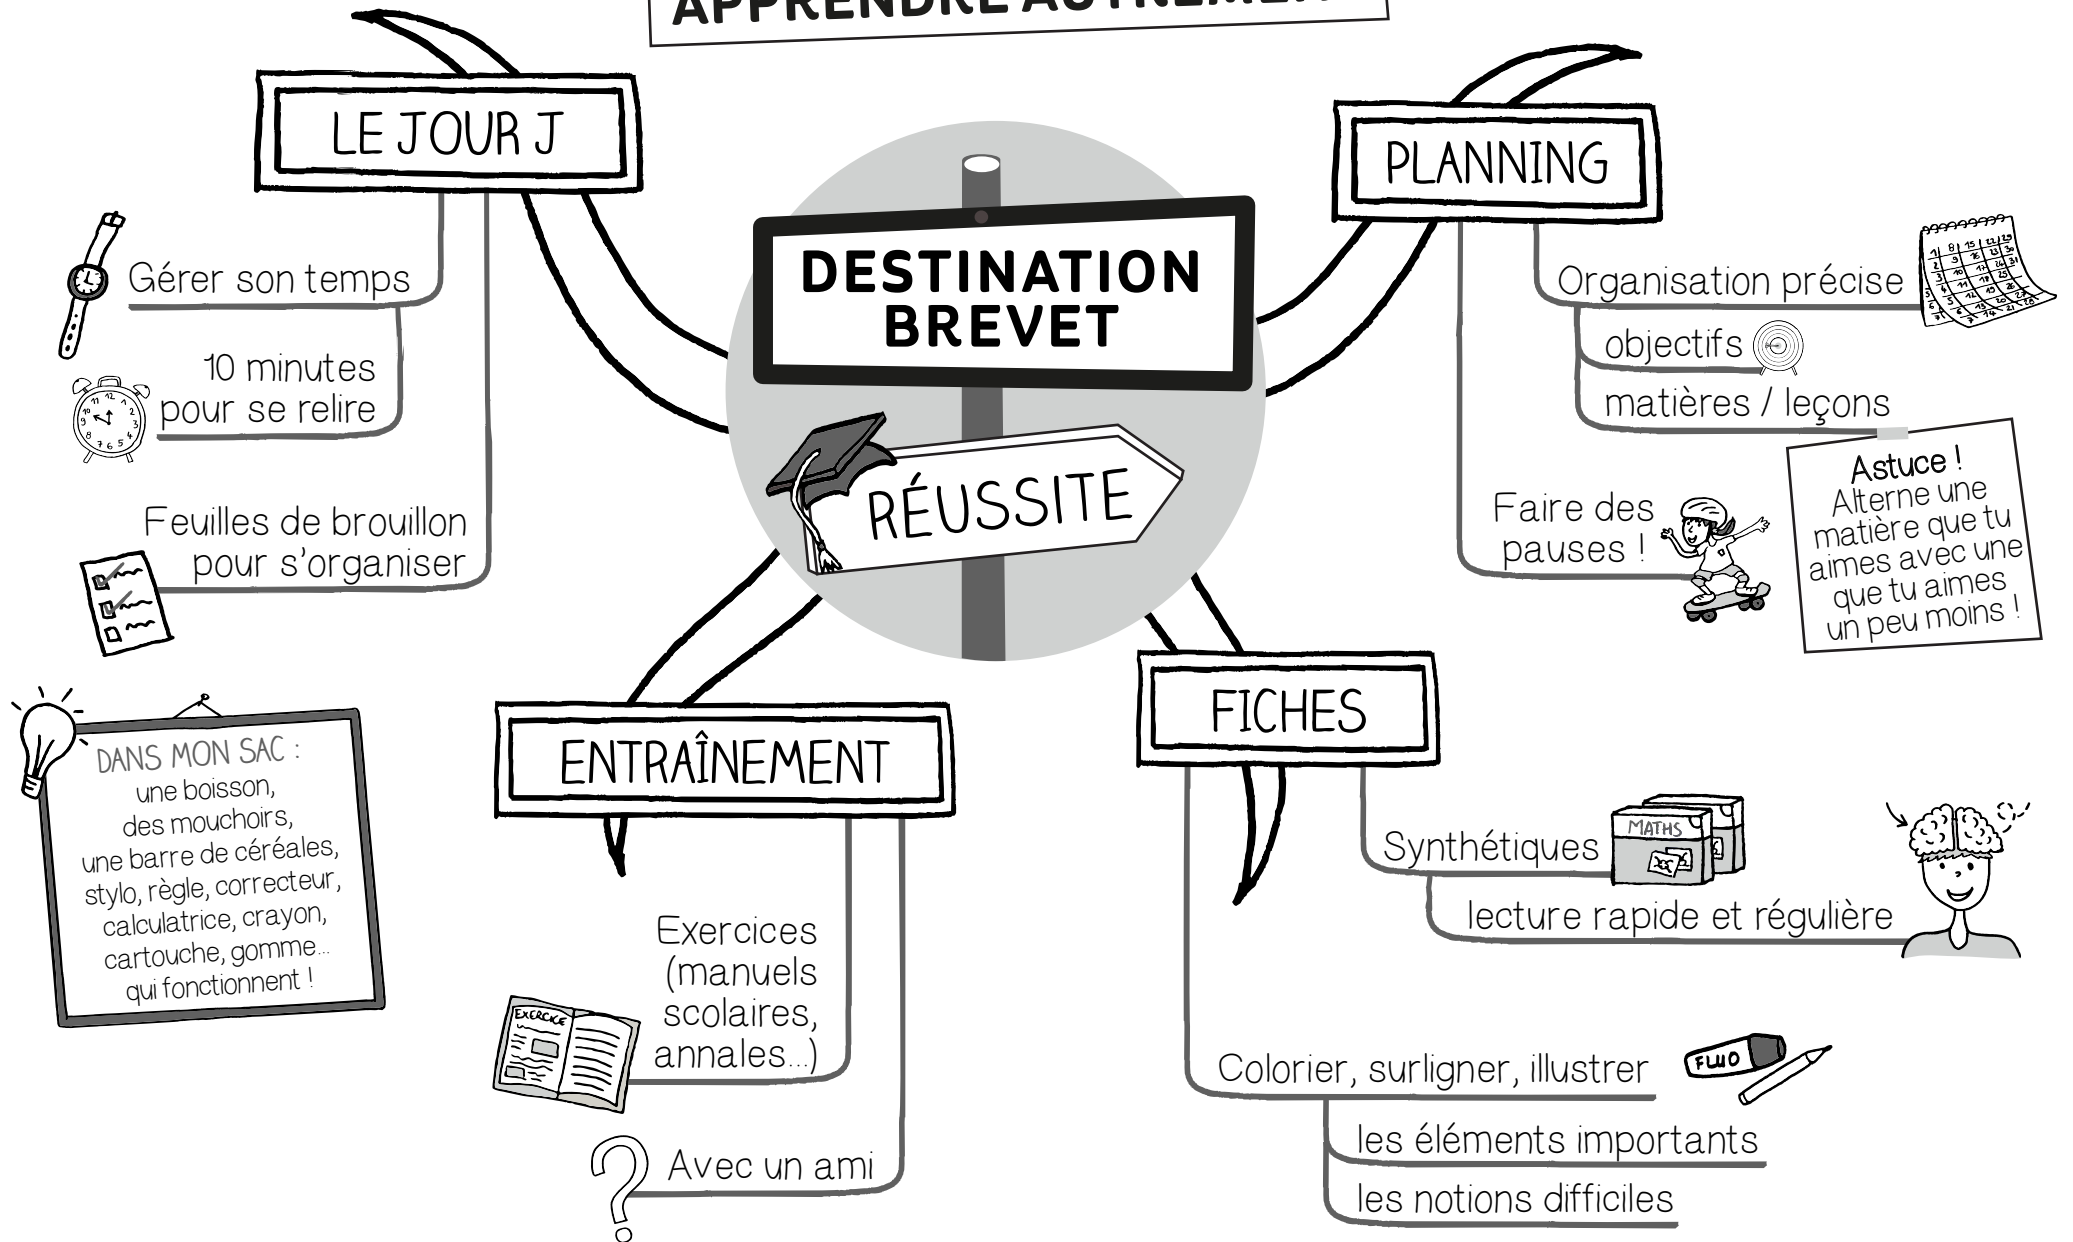 APPRENDRE AUTREMENT
LE JOUR J
Gérer son temps
10 minutes
pour se relire
Feuilles de brouillon
pour s'organiser
DESTINATION
BREVET
RÉUSSITE
PLANNING
Organisation précise
objectifs
matières / leçons
Astuce !
Alterne une
matière que tu
aimes avec une
que tu aimes
un peu moins !
Faire des
pauses !
DANS MON SAC :
une boisson,
des mouchoirs,
une barre de céréales,
stylo, règle, correcteur,
calculatrice, crayon,
cartouche, gomme...
qui fonctionnent !
ENTRAÎNEMENT
Exercices
(manuels
scolaires,
annales...)
EXERCICE
Avec un ami
FICHES
Synthétiques
MATHS
lecture rapide et régulière
Colorier, surligner, illustrer
FLUO
les éléments importants
les notions difficiles